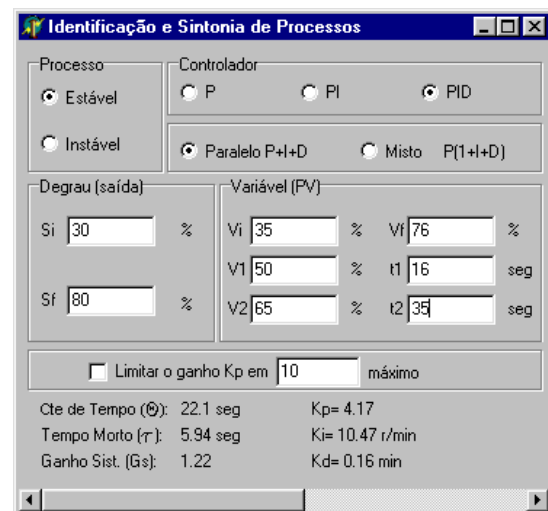 Identificação e Sintonia de Processos
Processo
Estável
Instável
Controlador
P PI PID
Paralelo P+I+D Misto P(1+I+D)
Degrau (saída)
Si 30 %
Sf 80 %
Variável (PV)
Vi 35 % Vf 76 %
V1 50 % t1 16 seg
V2 65 % t2 35 seg
Limitar o ganho Kp em 10 máximo
Cte de Tempo (Θ): 22.1 seg Kp= 4.17
Tempo Morto (τ): 5.94 seg Ki= 10.47 r/min
Ganho Sist. (Gs): 1.22 Kd= 0.16 min